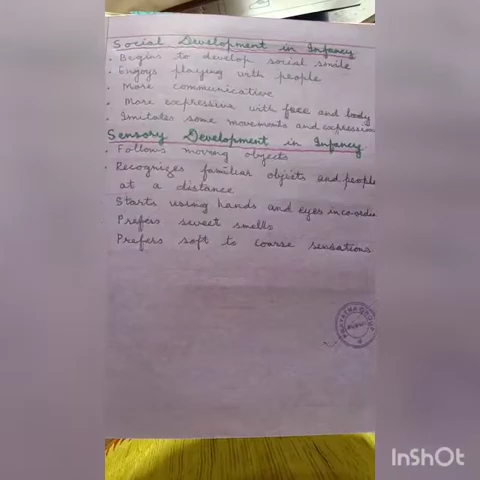 Social Development in Infancy
. Begins to develop social smile
. Enjoys playing with people
. More communicative
. More expressive with face and body
. Imitates some movements and expression
Sensory Development in Infancy
. Follows moving objects
. Recognizes familiar objects and people
at a distance
Starts using hands and eyes in
Prefers sweet smells
Prefers soft to coarse sensations
InShOt